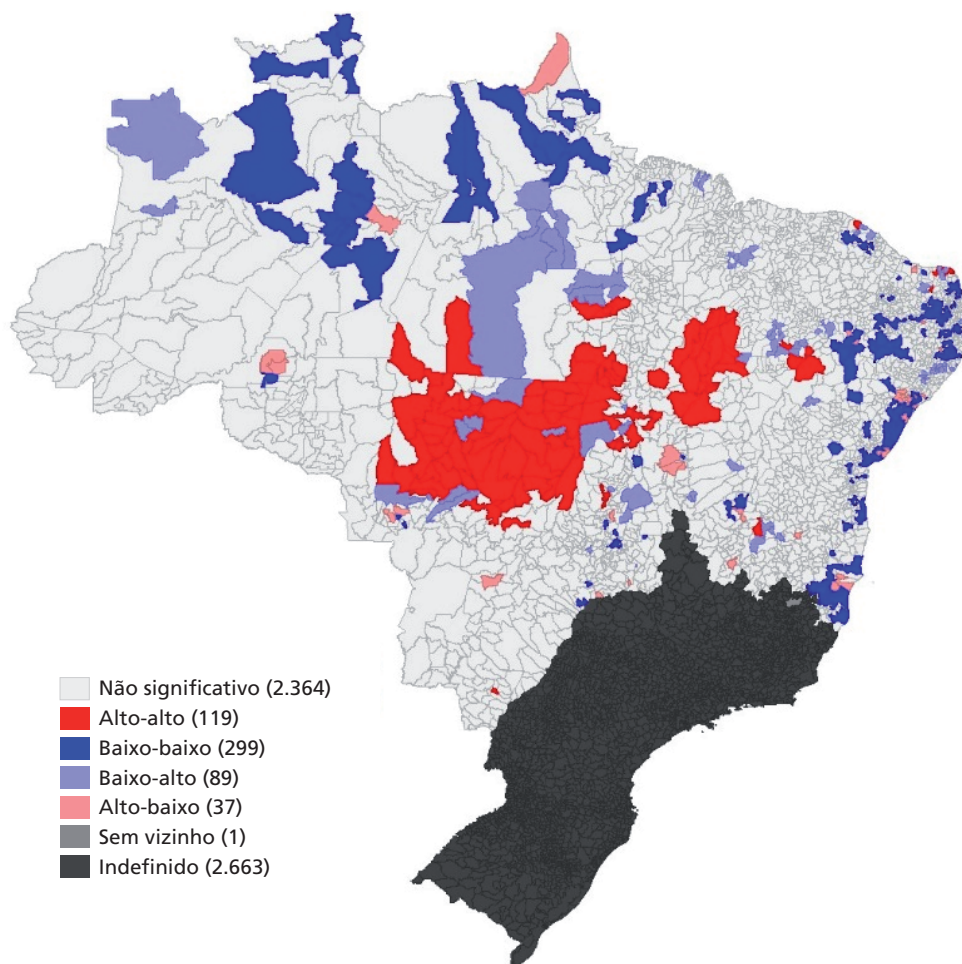 Não significativo (2.364)
Alto-alto (119)
Baixo-baixo (299)
Baixo-alto (89)
Alto-baixo (37)
Sem vizinho (1)
Indefinido (2.663)